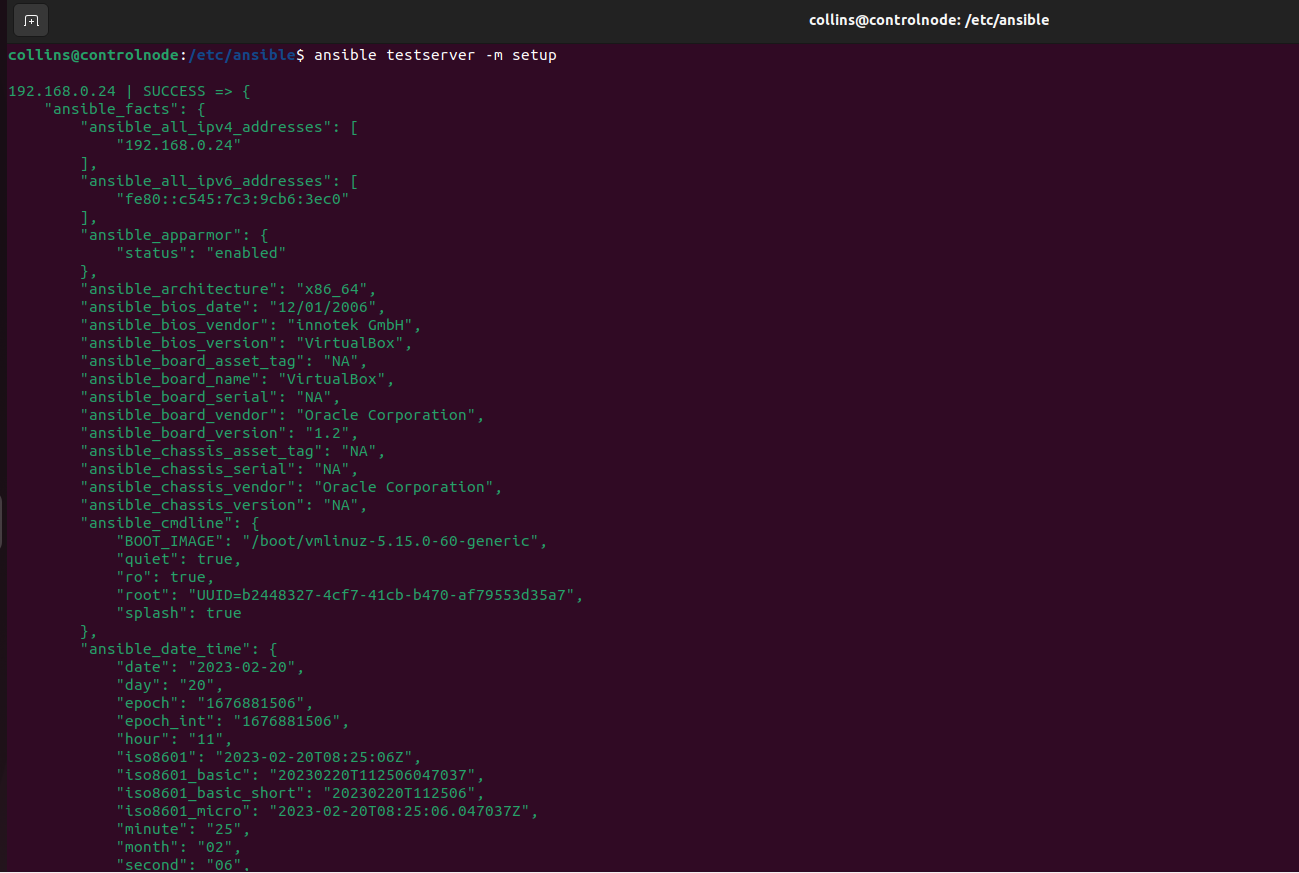 collins@controlnode: /etc/ansible
collins@controlnode:/etc/ansible$ ansible testserver -m setup
192.168.0.24 | SUCCESS => {
    "ansible_facts": {
        "ansible_all_ipv4_addresses": [
            "192.168.0.24"
        ],
        "ansible_all_ipv6_addresses": [
            "fe80::c545:7c3:9cb6:3ec0"
        ],
        "ansible_apparmor": {
            "status": "enabled"
        },
        "ansible_architecture": "x86_64",
        "ansible_bios_date": "12/01/2006",
        "ansible_bios_vendor": "innotek GmbH",
        "ansible_bios_version": "VirtualBox",
        "ansible_board_asset_tag": "NA",
        "ansible_board_name": "VirtualBox",
        "ansible_board_serial": "NA",
        "ansible_board_vendor": "Oracle Corporation",
        "ansible_board_version": "1.2",
        "ansible_chassis_asset_tag": "NA",
        "ansible_chassis_serial": "NA",
        "ansible_chassis_vendor": "Oracle Corporation",
        "ansible_chassis_version": "NA",
        "ansible_cmdline": {
            "BOOT_IMAGE": "/boot/vmlinuz-5.15.0-60-generic",
            "quiet": true,
            "ro": true,
            "root": "UUID=b2448327-4cf7-41cb-b470-af79553d35a7",
            "splash": true
        },
        "ansible_date_time": {
            "date": "2023-02-20",
            "day": "20",
            "epoch": "1676881506",
            "epoch_int": "1676881506",
            "hour": "11",
            "iso8601": "2023-02-20T08:25:06Z",
            "iso8601_basic": "20230220T112506047037",
            "iso8601_basic_short": "20230220T112506",
            "iso8601_micro": "2023-02-20T08:25:06.047037Z",
            "minute": "25",
            "month": "02",
            "second": "06",